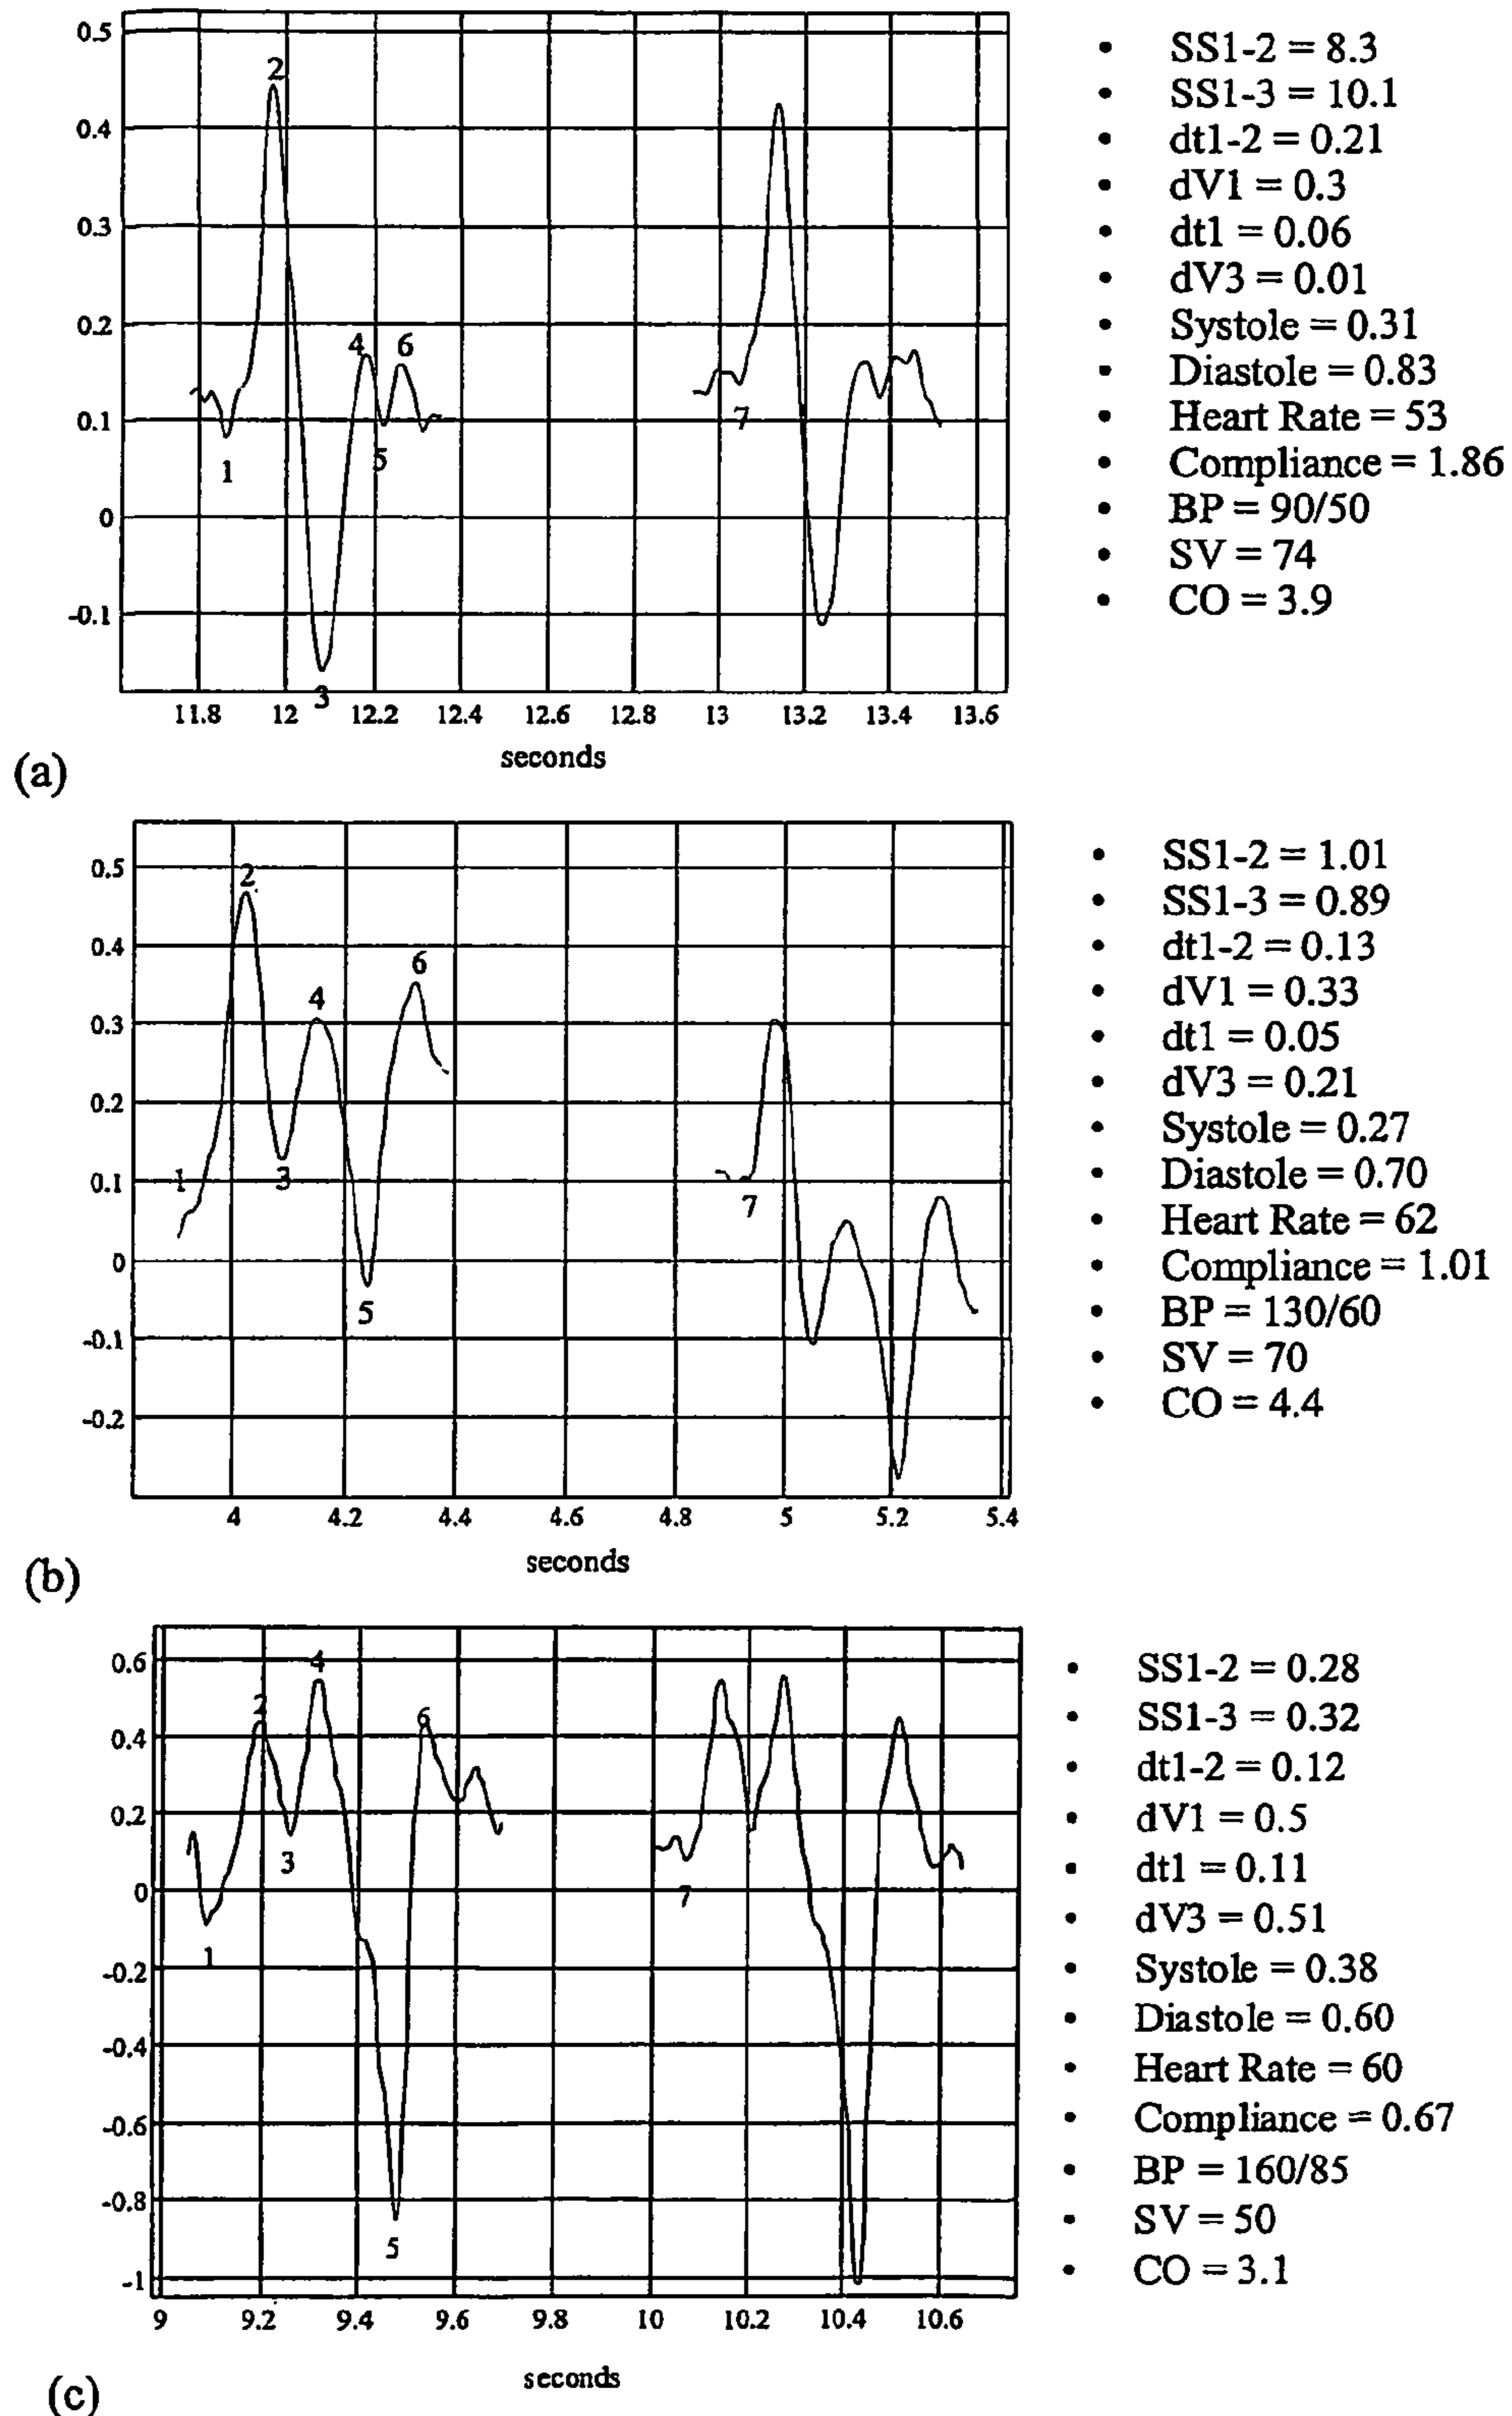 0.5
0.4
0.3
0.2
0.1
0
-0.1
2
4
6
1
5
3
7
11.8 12 12.2 12.4 12.6 12.8 13 13.2 13.4 13.6
seconds
(a)
• SS1-2 = 8.3
• SS1-3 = 10.1
• dt1-2 = 0.21
• dV1 = 0.3
• dt1 = 0.06
• dV3 = 0.01
• Systole = 0.31
• Diastole = 0.83
• Heart Rate = 53
• Compliance = 1.86
• BP = 90/50
• SV = 74
• CO = 3.9
0.5
0.4
0.3
0.2
0.1
0
-0.1
-0.2
2
6
4
1
3
7
5
4 4.2 4.4 4.6 4.8 5 5.2 5.4
seconds
(b)
• SS1-2 = 1.01
• SS1-3 = 0.89
• dt1-2 = 0.13
• dV1 = 0.33
• dt1 = 0.05
• dV3 = 0.21
• Systole = 0.27
• Diastole = 0.70
• Heart Rate = 62
• Compliance = 1.01
• BP = 130/60
• SV = 70
• CO = 4.4
0.6
0.4
0.2
0
-0.2
-0.4
-0.6
-0.8
-1
4
2
6
3
7
1
5
9 9.2 9.4 9.6 9.8 10 10.2 10.4 10.6
seconds
(c)
• SS1-2 = 0.28
• SS1-3 = 0.32
• dt1-2 = 0.12
• dV1 = 0.5
• dt1 = 0.11
• dV3 = 0.51
• Systole = 0.38
• Diastole = 0.60
• Heart Rate = 60
• Compliance = 0.67
• BP = 160/85
• SV = 50
• CO = 3.1